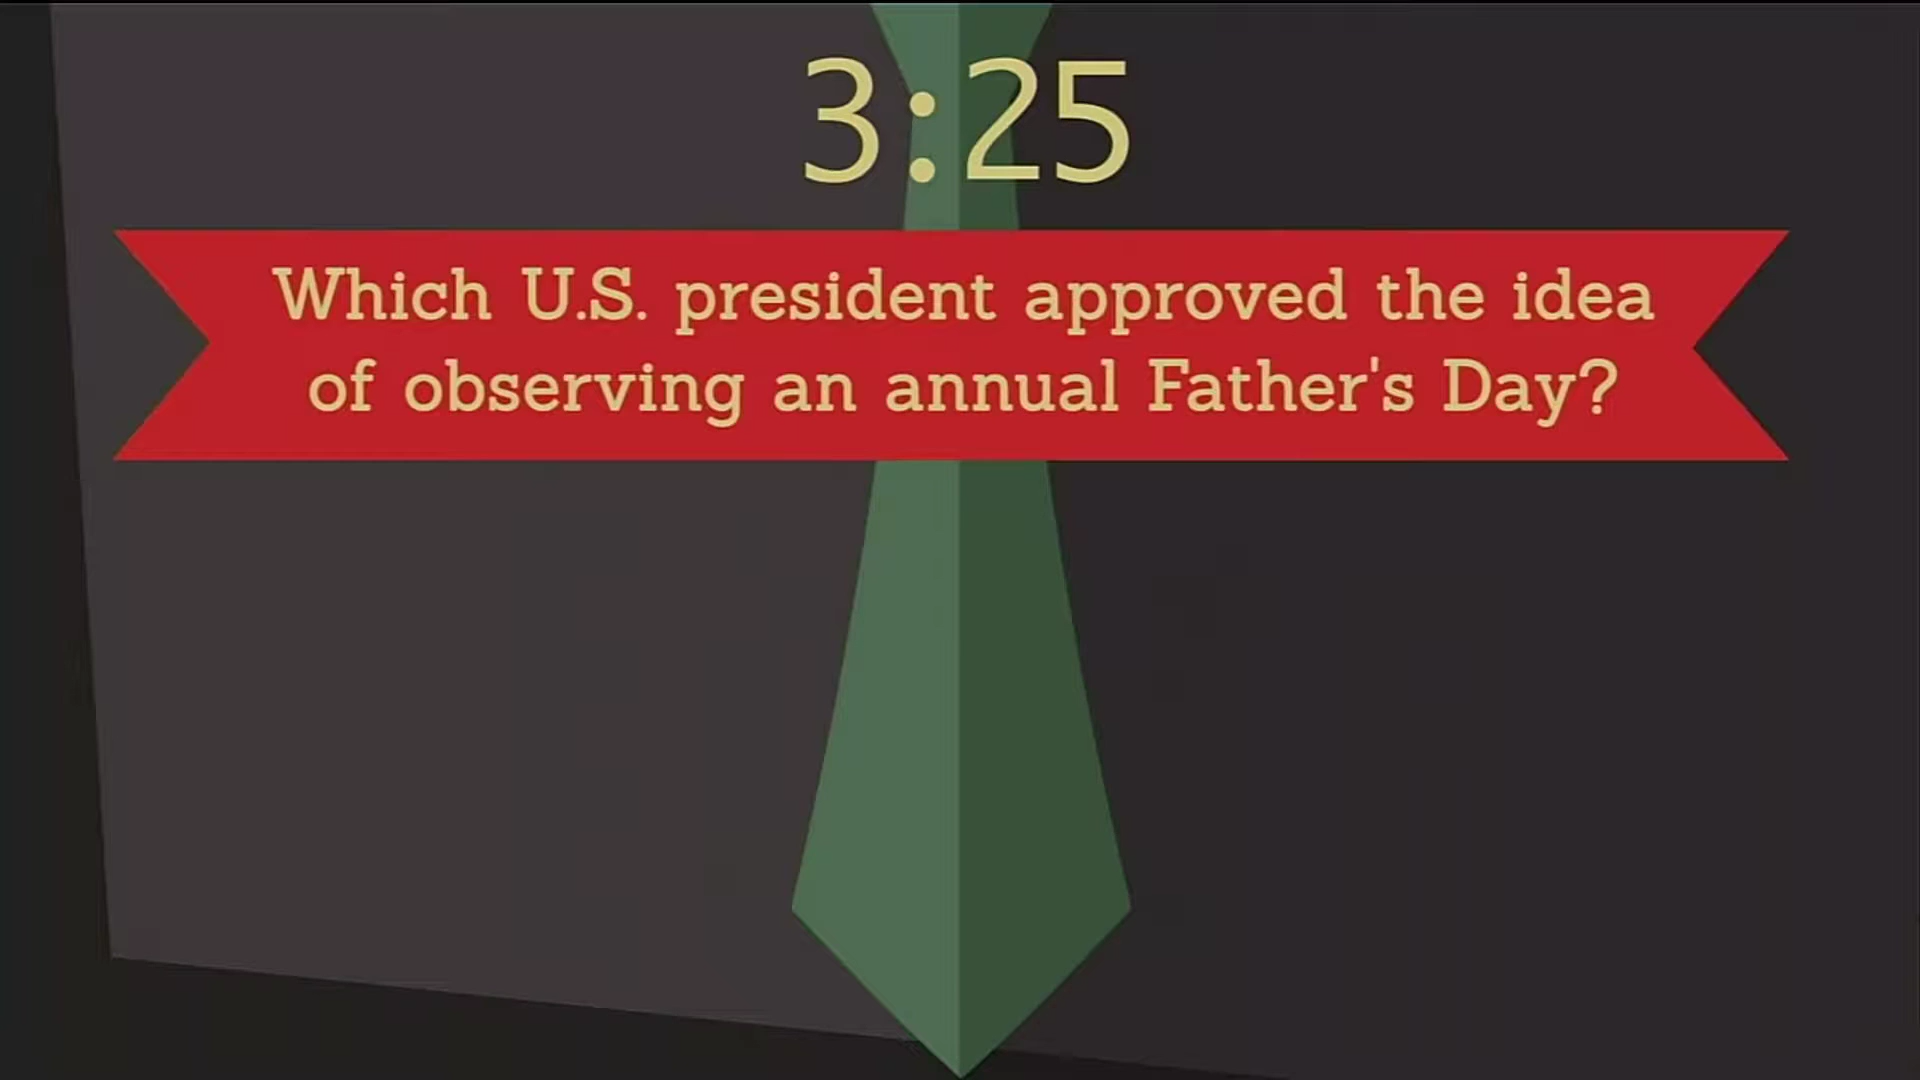 3:25
Which U.S. president approved the idea
of observing an annual Father's Day?